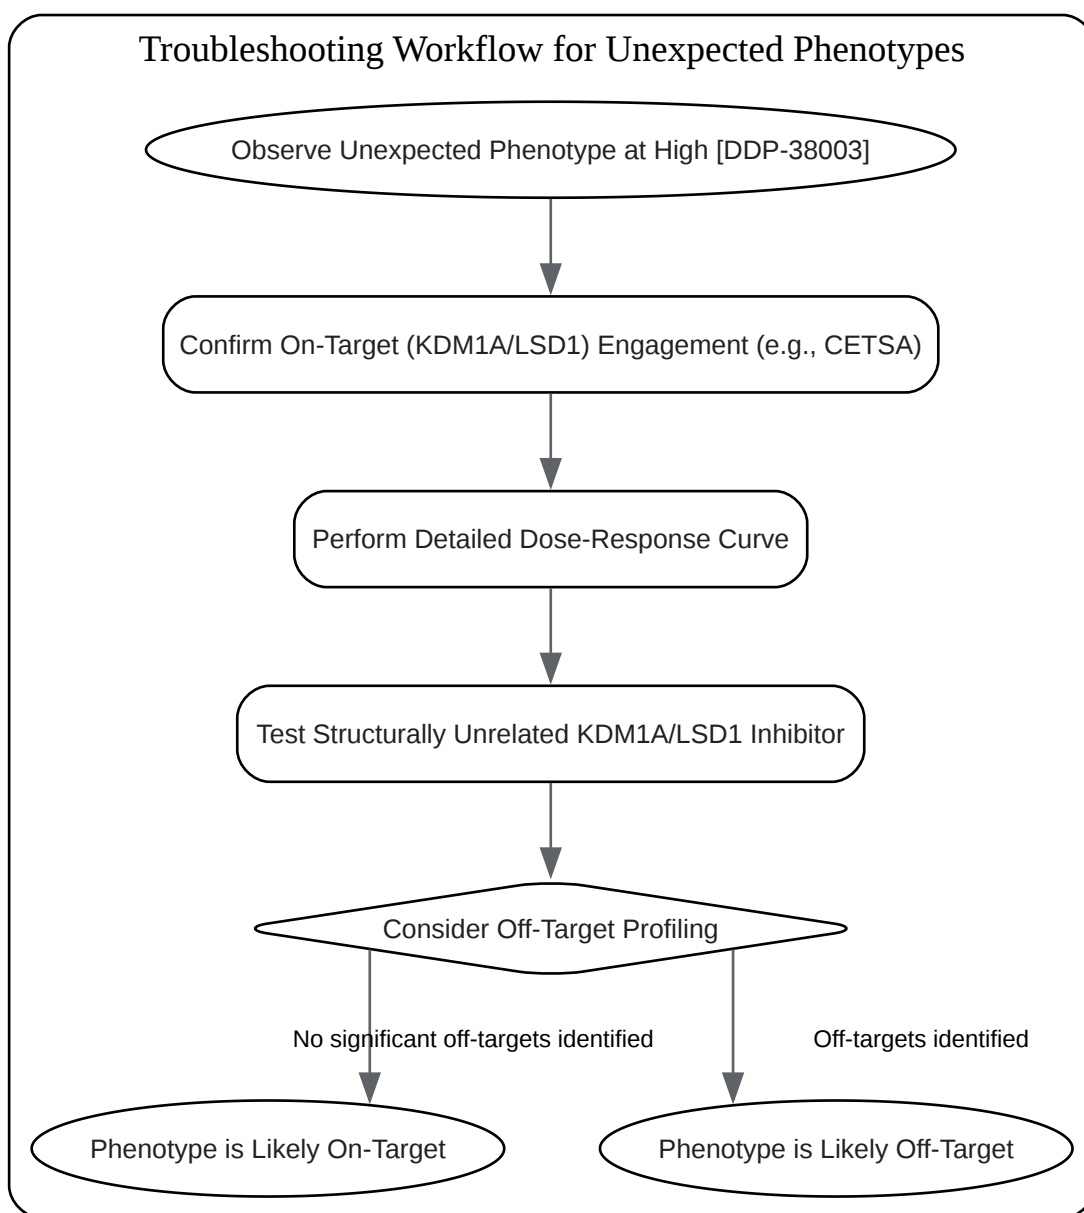 Troubleshooting Workflow for Unexpected Phenotypes
Observe Unexpected Phenotype at High [DDP-38003]
Confirm On-Target (KDM1A/LSD1) Engagement (e.g., CETSA)
Perform Detailed Dose-Response Curve
Test Structurally Unrelated KDM1A/LSD1 Inhibitor
Consider Off-Target Profiling
No significant off-targets identified
Off-targets identified
Phenotype is Likely On-Target
Phenotype is Likely Off-Target